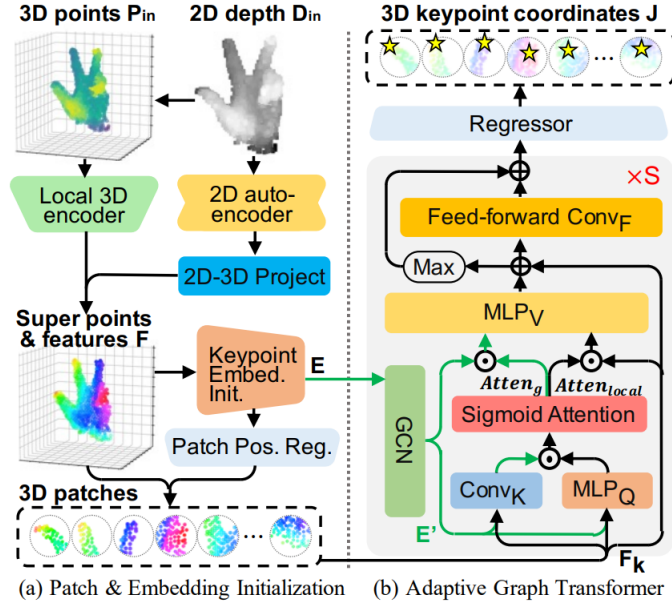 3D points Pin
2D depth Din
Local 3D
encoder
2D auto-
encoder
2D-3D Project
Super points
& features F
Keypoint
Embed.
Init.
E
Patch Pos. Reg.
3D patches
...
(a) Patch & Embedding Initialization
3D keypoint coordinates J
...
Regressor
×S
Feed-forward ConvF
Max
MLPV
Atteng
Attenlocal
Sigmoid Attention
GCN
ConvK
MLPQ
E'
Fk
(b) Adaptive Graph Transformer